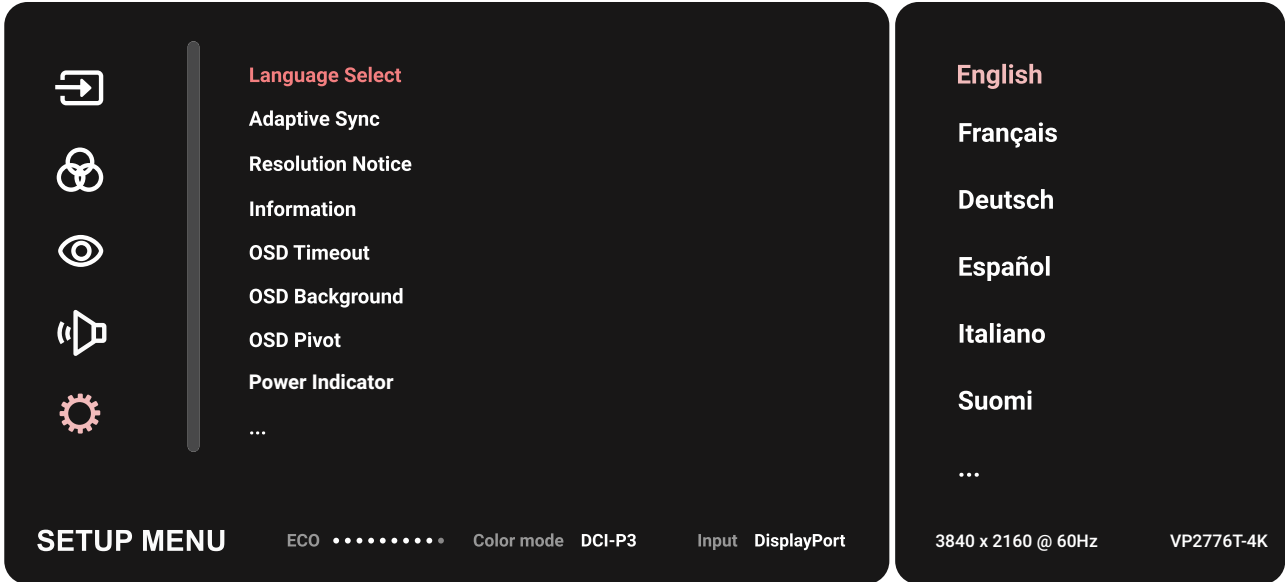 Language Select
Adaptive Sync
Resolution Notice
Information
OSD Timeout
OSD Background
OSD Pivot
Power Indicator
...
English
Français
Deutsch
Español
Italiano
Suomi
...
SETUP MENU ECO Color mode DCI-P3 Input DisplayPort 3840 x 2160 @ 60Hz VP2776T-4K